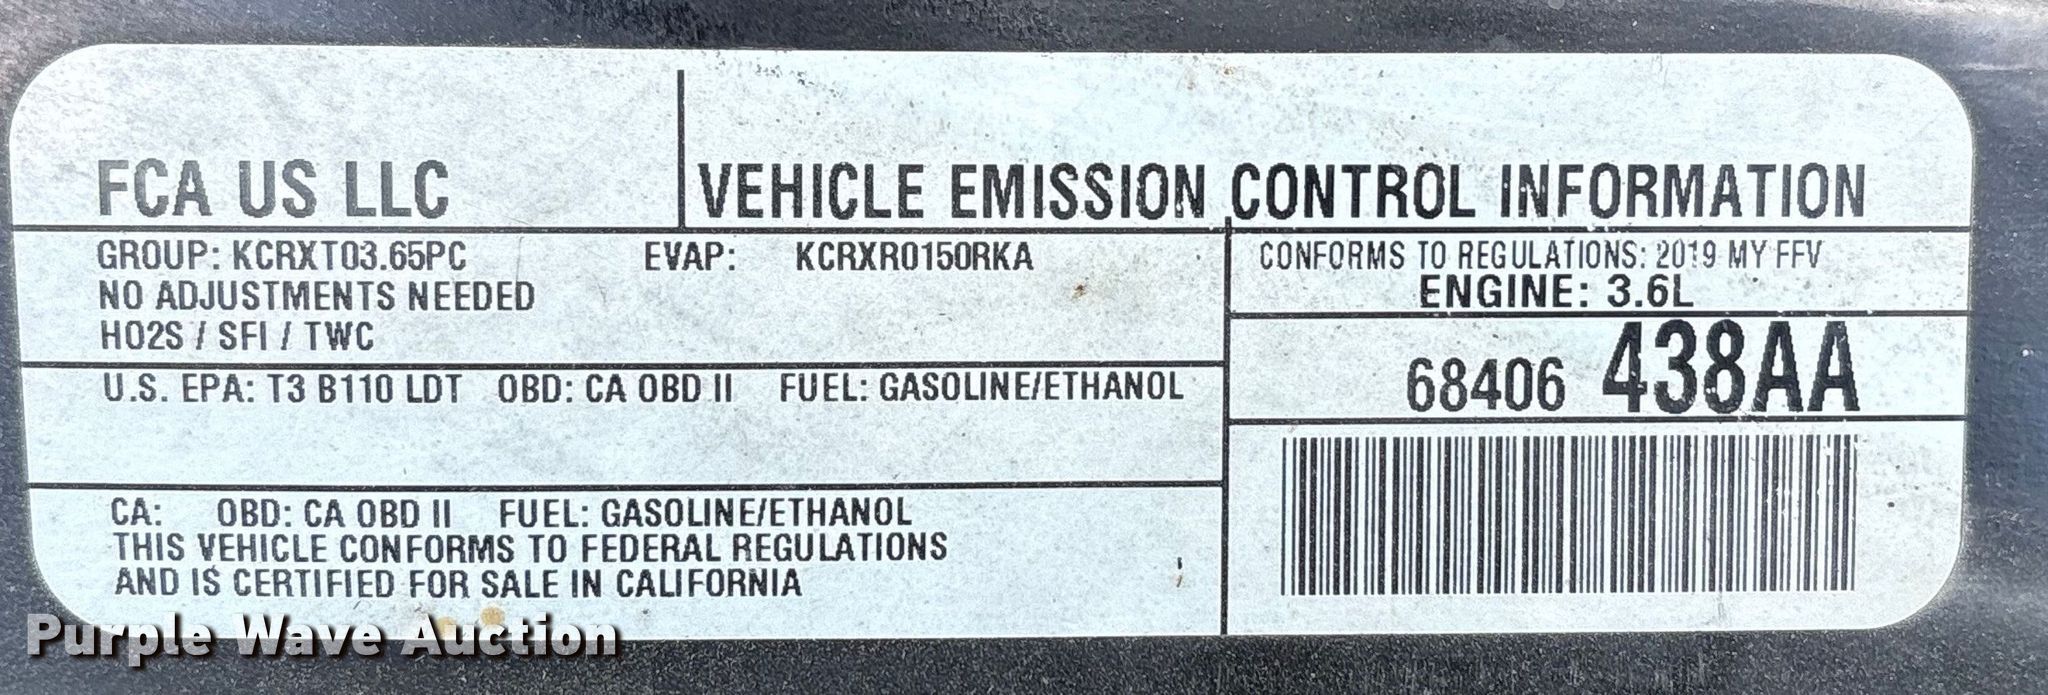 FCA US LLC
VEHICLE EMISSION CONTROL INFORMATION
GROUP: KCRXT03.65PC EVAP: KCRXR0150RKA
NO ADJUSTMENTS NEEDED
HO2S / SFI / TWC
CONFORMS TO REGULATIONS: 2019 MY FFV
ENGINE: 3.6L
68406 438AA
U.S. EPA: T3 B110 LDT OBD: CA OBD II FUEL: GASOLINE/ETHANOL
CA: OBD: CA OBD II FUEL: GASOLINE/ETHANOL
THIS VEHICLE CONFORMS TO FEDERAL REGULATIONS
AND IS CERTIFIED FOR SALE IN CALIFORNIA
Purple Wave Auction